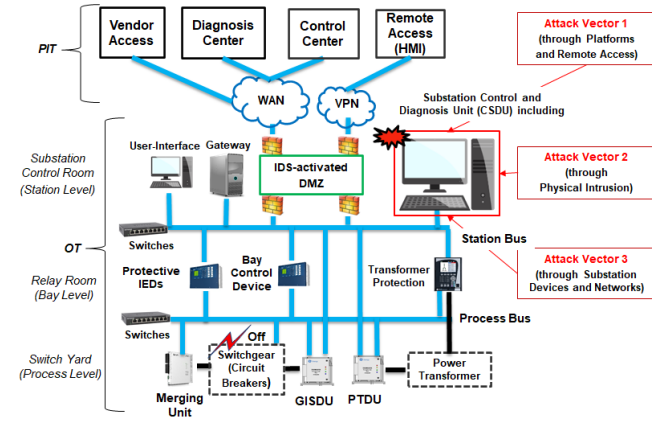 PIT
Vendor
Access
Diagnosis
Center
Control
Center
Remote
Access
(HMI)
Attack Vector 1
(through Platforms
and Remote Access)
WAN
VPN
Substation Control and
Diagnosis Unit (CSDU) including
Substation
Control Room
(Station Level)
User-Interface
Gateway
IDS-activated
DMZ
Attack Vector 2
(through
Physical Intrusion)
Switches
Station Bus
OT
Attack Vector 3
(through Substation
Devices and Networks)
Relay Room
(Bay Level)
Protective
IEDs
Bay
Control
Device
Transformer
Protection
Switches
Process Bus
Switch Yard
(Process Level)
Off
Switchgear
(Circuit
Breakers)
Power
Transformer
Merging
Unit
GISDU
PTDU